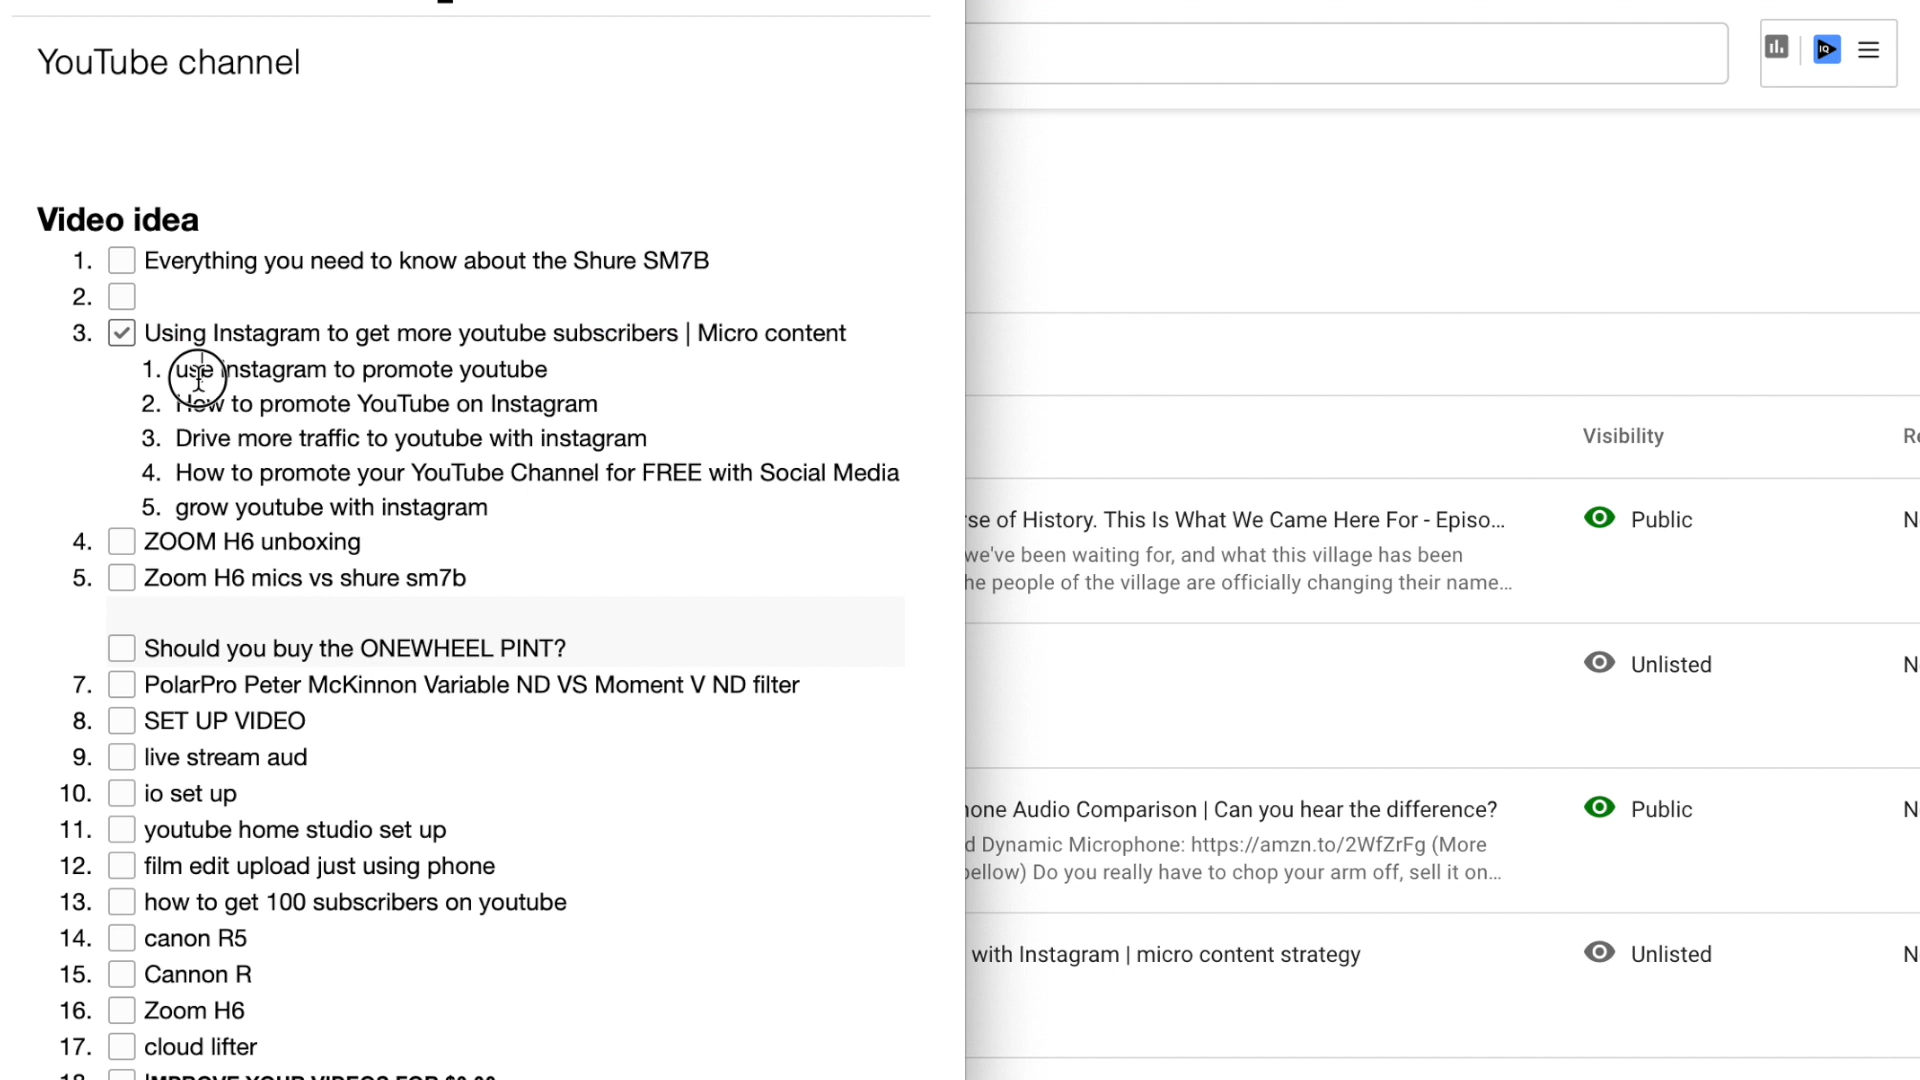 YouTube channel
Video idea
1. Everything you need to know about the Shure SM7B
2.
3. Using Instagram to get more youtube subscribers | Micro content
1. use instagram to promote youtube
2. How to promote YouTube on Instagram
3. Drive more traffic to youtube with instagram
4. How to promote your YouTube Channel for FREE with Social Media
5. grow youtube with instagram
4. ZOOM H6 unboxing
5. Zoom H6 mics vs shure sm7b
Should you buy the ONEWHEEL PINT?
7. PolarPro Peter McKinnon Variable ND VS Moment V ND filter
8. SET UP VIDEO
9. live stream aud
10. io set up
11. youtube home studio set up
12. film edit upload just using phone
13. how to get 100 subscribers on youtube
14. canon R5
15. Cannon R
16. Zoom H6
17. cloud lifter
IQ
Visibility
se of History. This Is What We Came Here For - Episo...
Public
we've been waiting for, and what this village has been
he people of the village are officially changing their name...
Unlisted
one Audio Comparison | Can you hear the difference?
Public
d Dynamic Microphone: https://amzn.to/2WfZrFg (More
ellow) Do you really have to chop your arm off, sell it on...
with Instagram | micro content strategy
Unlisted